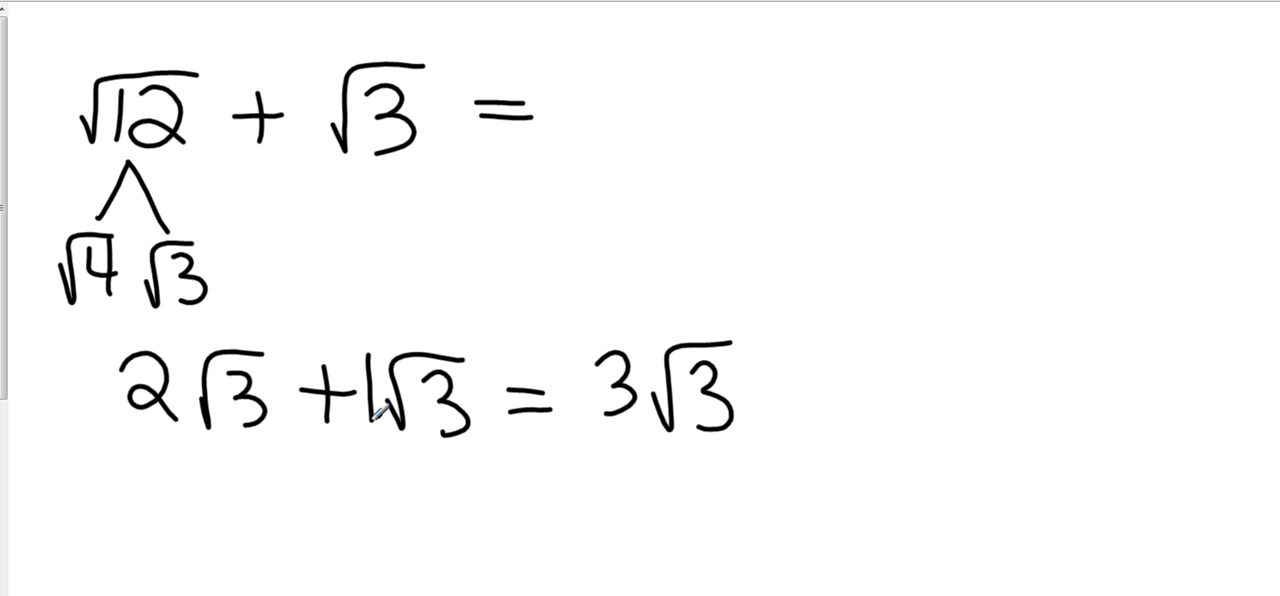 √12 + √3 =
√4 √3
2√3 + 1√3 = 3√3